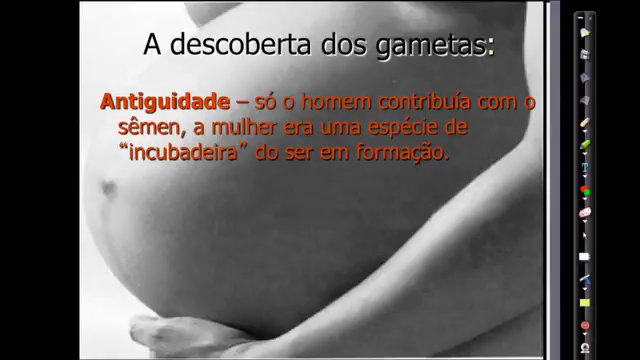 A descoberta dos gametas:
Antiguidade – só o homem contribuía com o
sêmen, a mulher era uma espécie de
“incubadeira” do ser em formação.